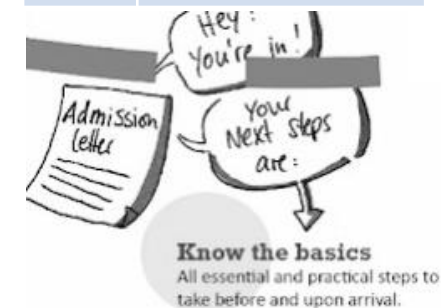 Hey:
You're in!
Admission
letter
Your
Next steps
are:
Know the basics
All essential and practical steps to
take before and upon arrival.